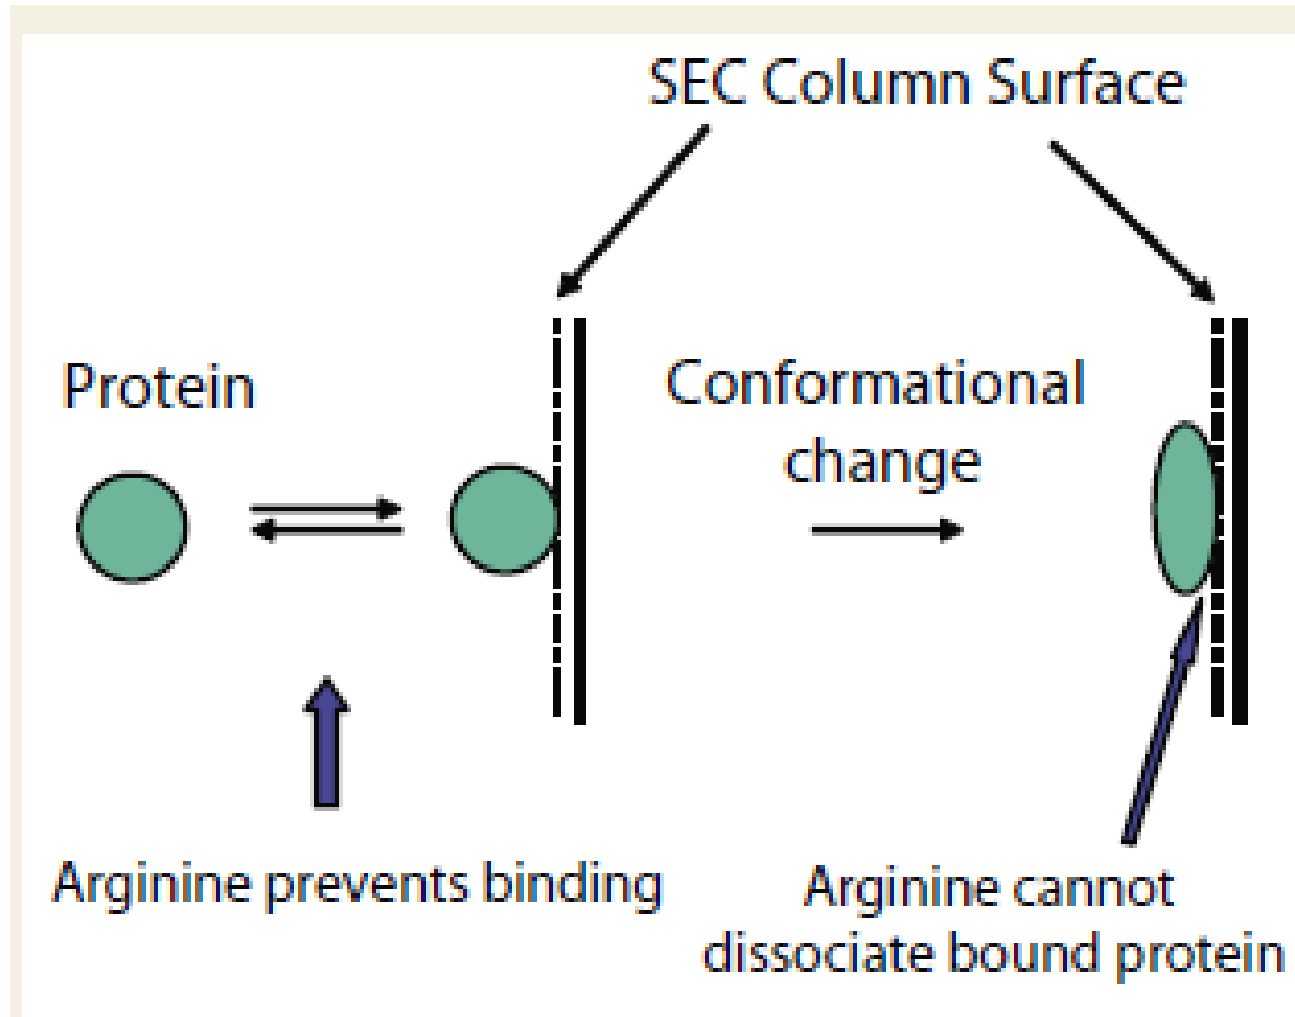 SEC Column Surface
Protein
Conformational
change
Arginine prevents binding
Arginine cannot
dissociate bound protein